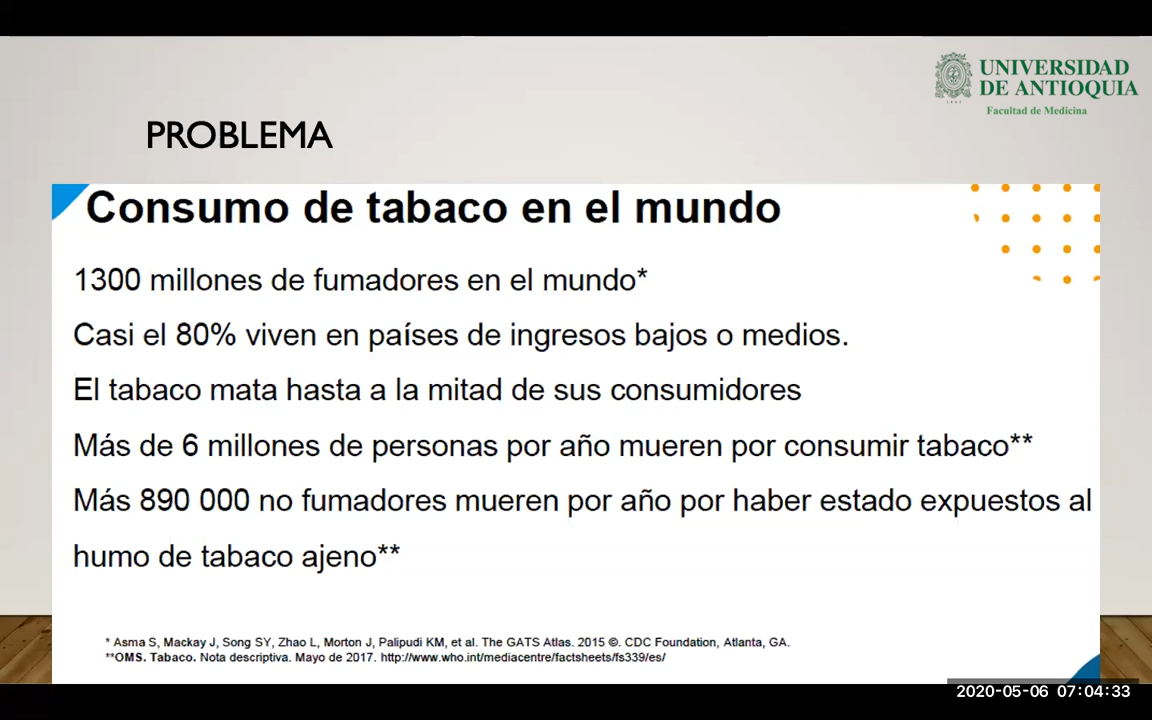 UNIVERSIDAD
DE ANTIOQUIA
Facultad de Medicina
PROBLEMA
Consumo de tabaco en el mundo
1300 millones de fumadores en el mundo*
Casi el 80% viven en países de ingresos bajos o medios.
El tabaco mata hasta a la mitad de sus consumidores
Más de 6 millones de personas por año mueren por consumir tabaco**
Más 890 000 no fumadores mueren por año por haber estado expuestos al
humo de tabaco ajeno**
* Asma S, Mackay J, Song SY, Zhao L, Morton J, Palipudi KM, et al. The GATS Atlas. 2015 ©. CDC Foundation, Atlanta, GA.
**OMS. Tabaco. Nota descriptiva. Mayo de 2017. http://www.who.int/mediacentre/factsheets/fs339/es/
2020-05-06 07:04:33